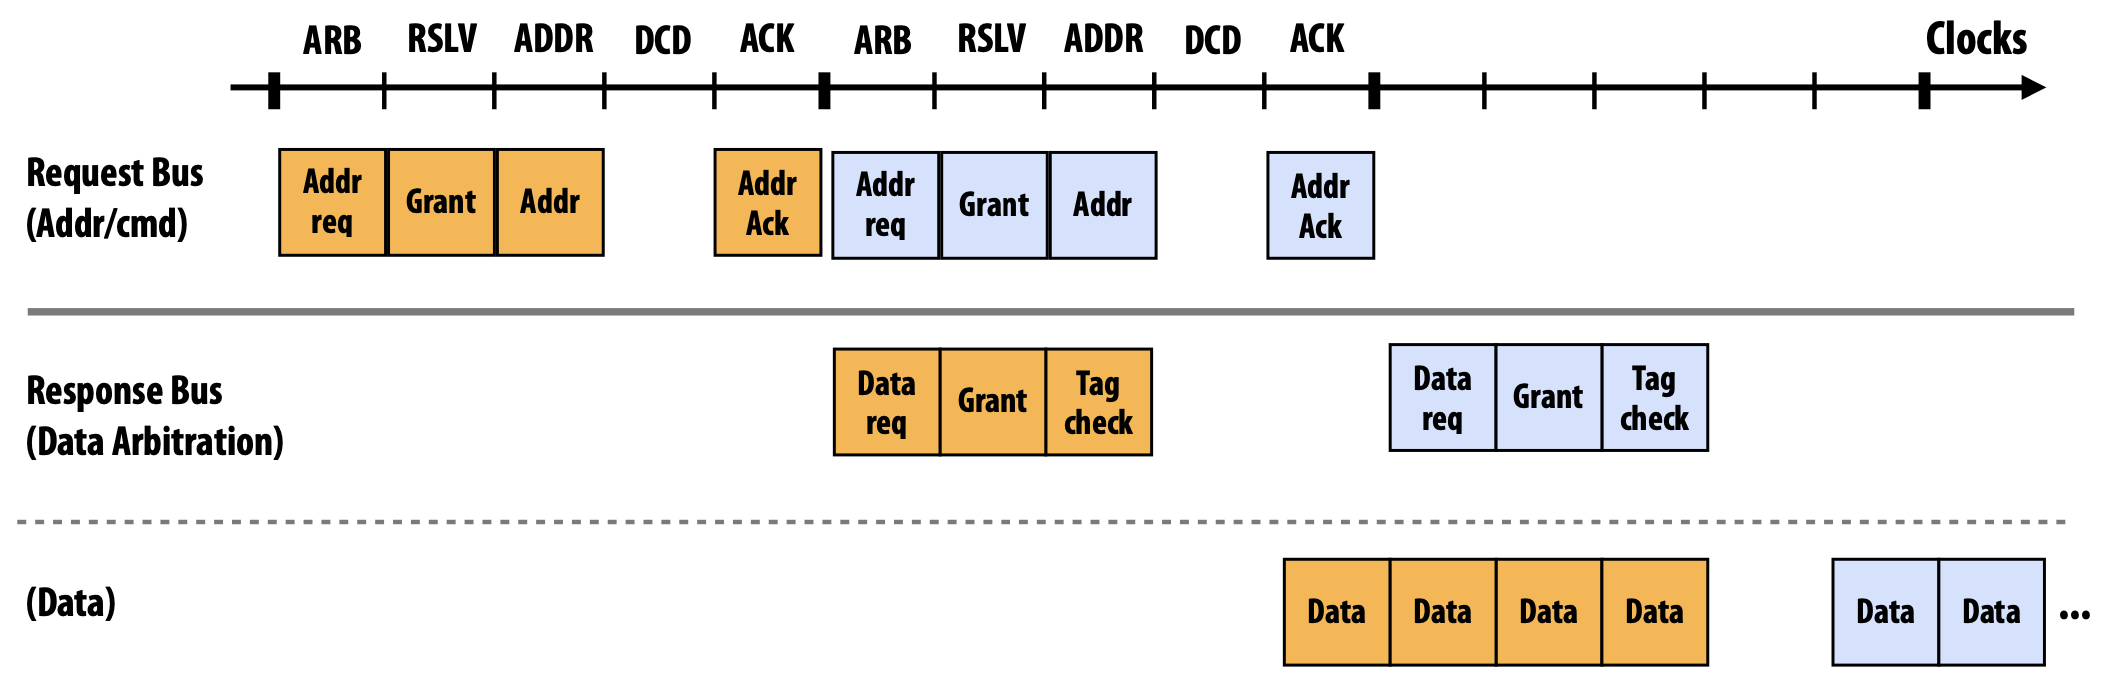 ARB RSLV ADDR DCD ACK ARB RSLV ADDR DCD ACK Clocks
Request Bus
(Addr/cmd)
Addr
req
Grant
Addr
Addr
Ack
Addr
req
Grant
Addr
Addr
Ack
Response Bus
(Data Arbitration)
Data
req
Grant
Tag
check
Data
req
Grant
Tag
check
(Data)
Data Data Data Data Data Data ...